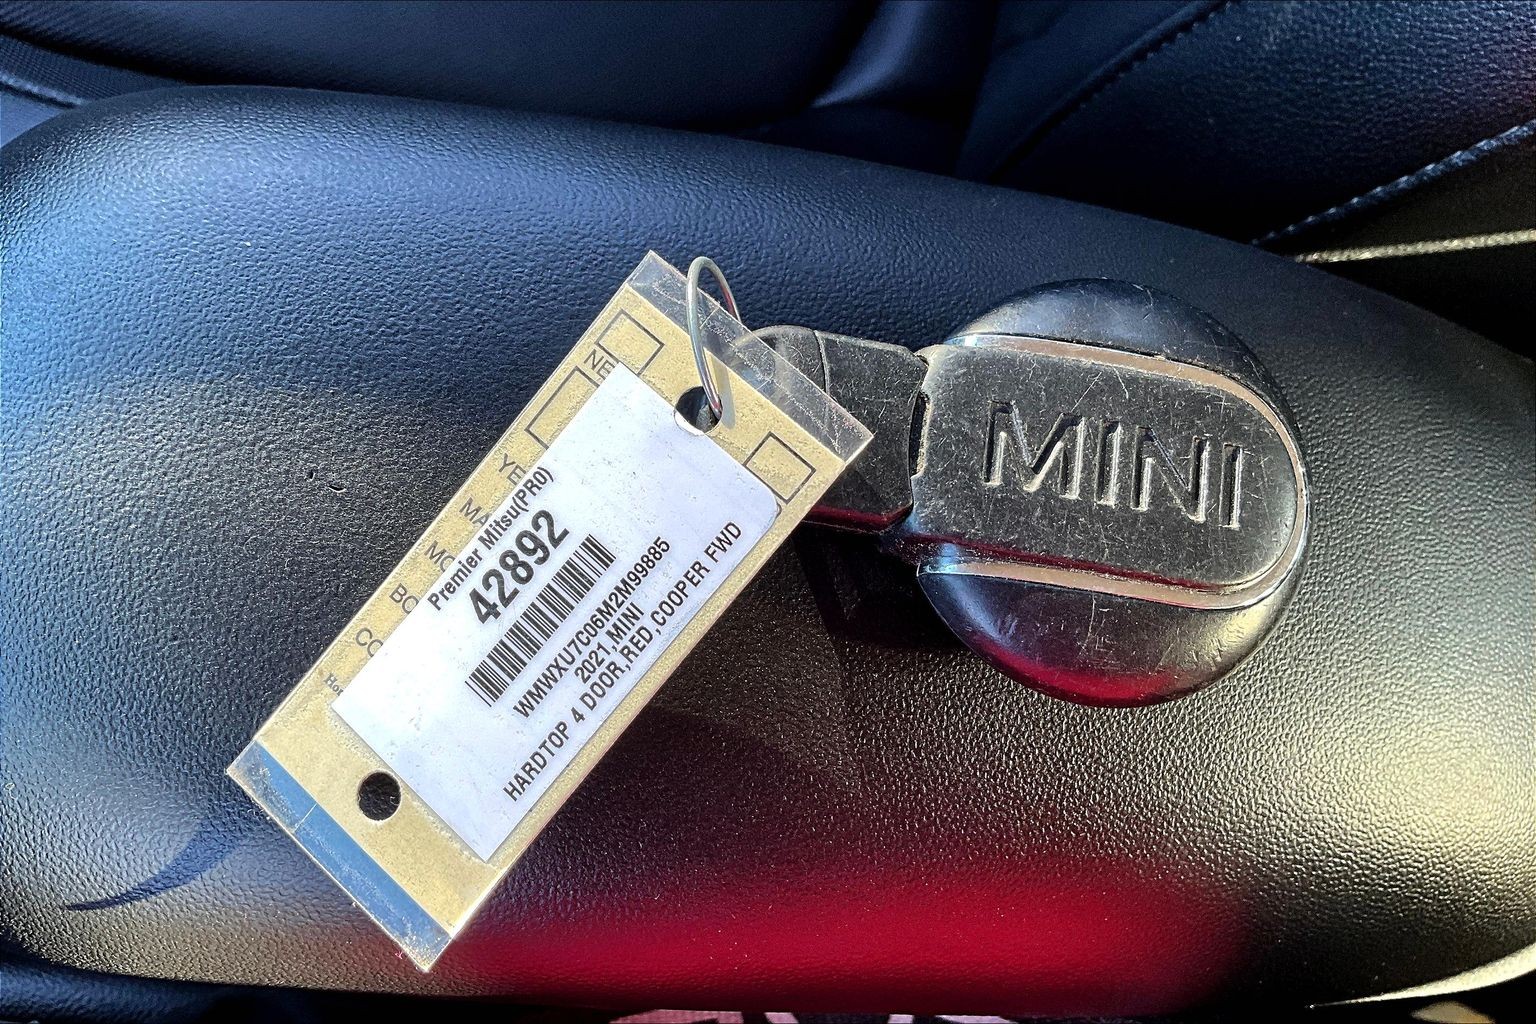 Premier Mitsu(PR0)
42892
WMWXU7C06M2M99885
2021,MINI
HARDTOP 4 DOOR,RED,COOPER FWD
MINI